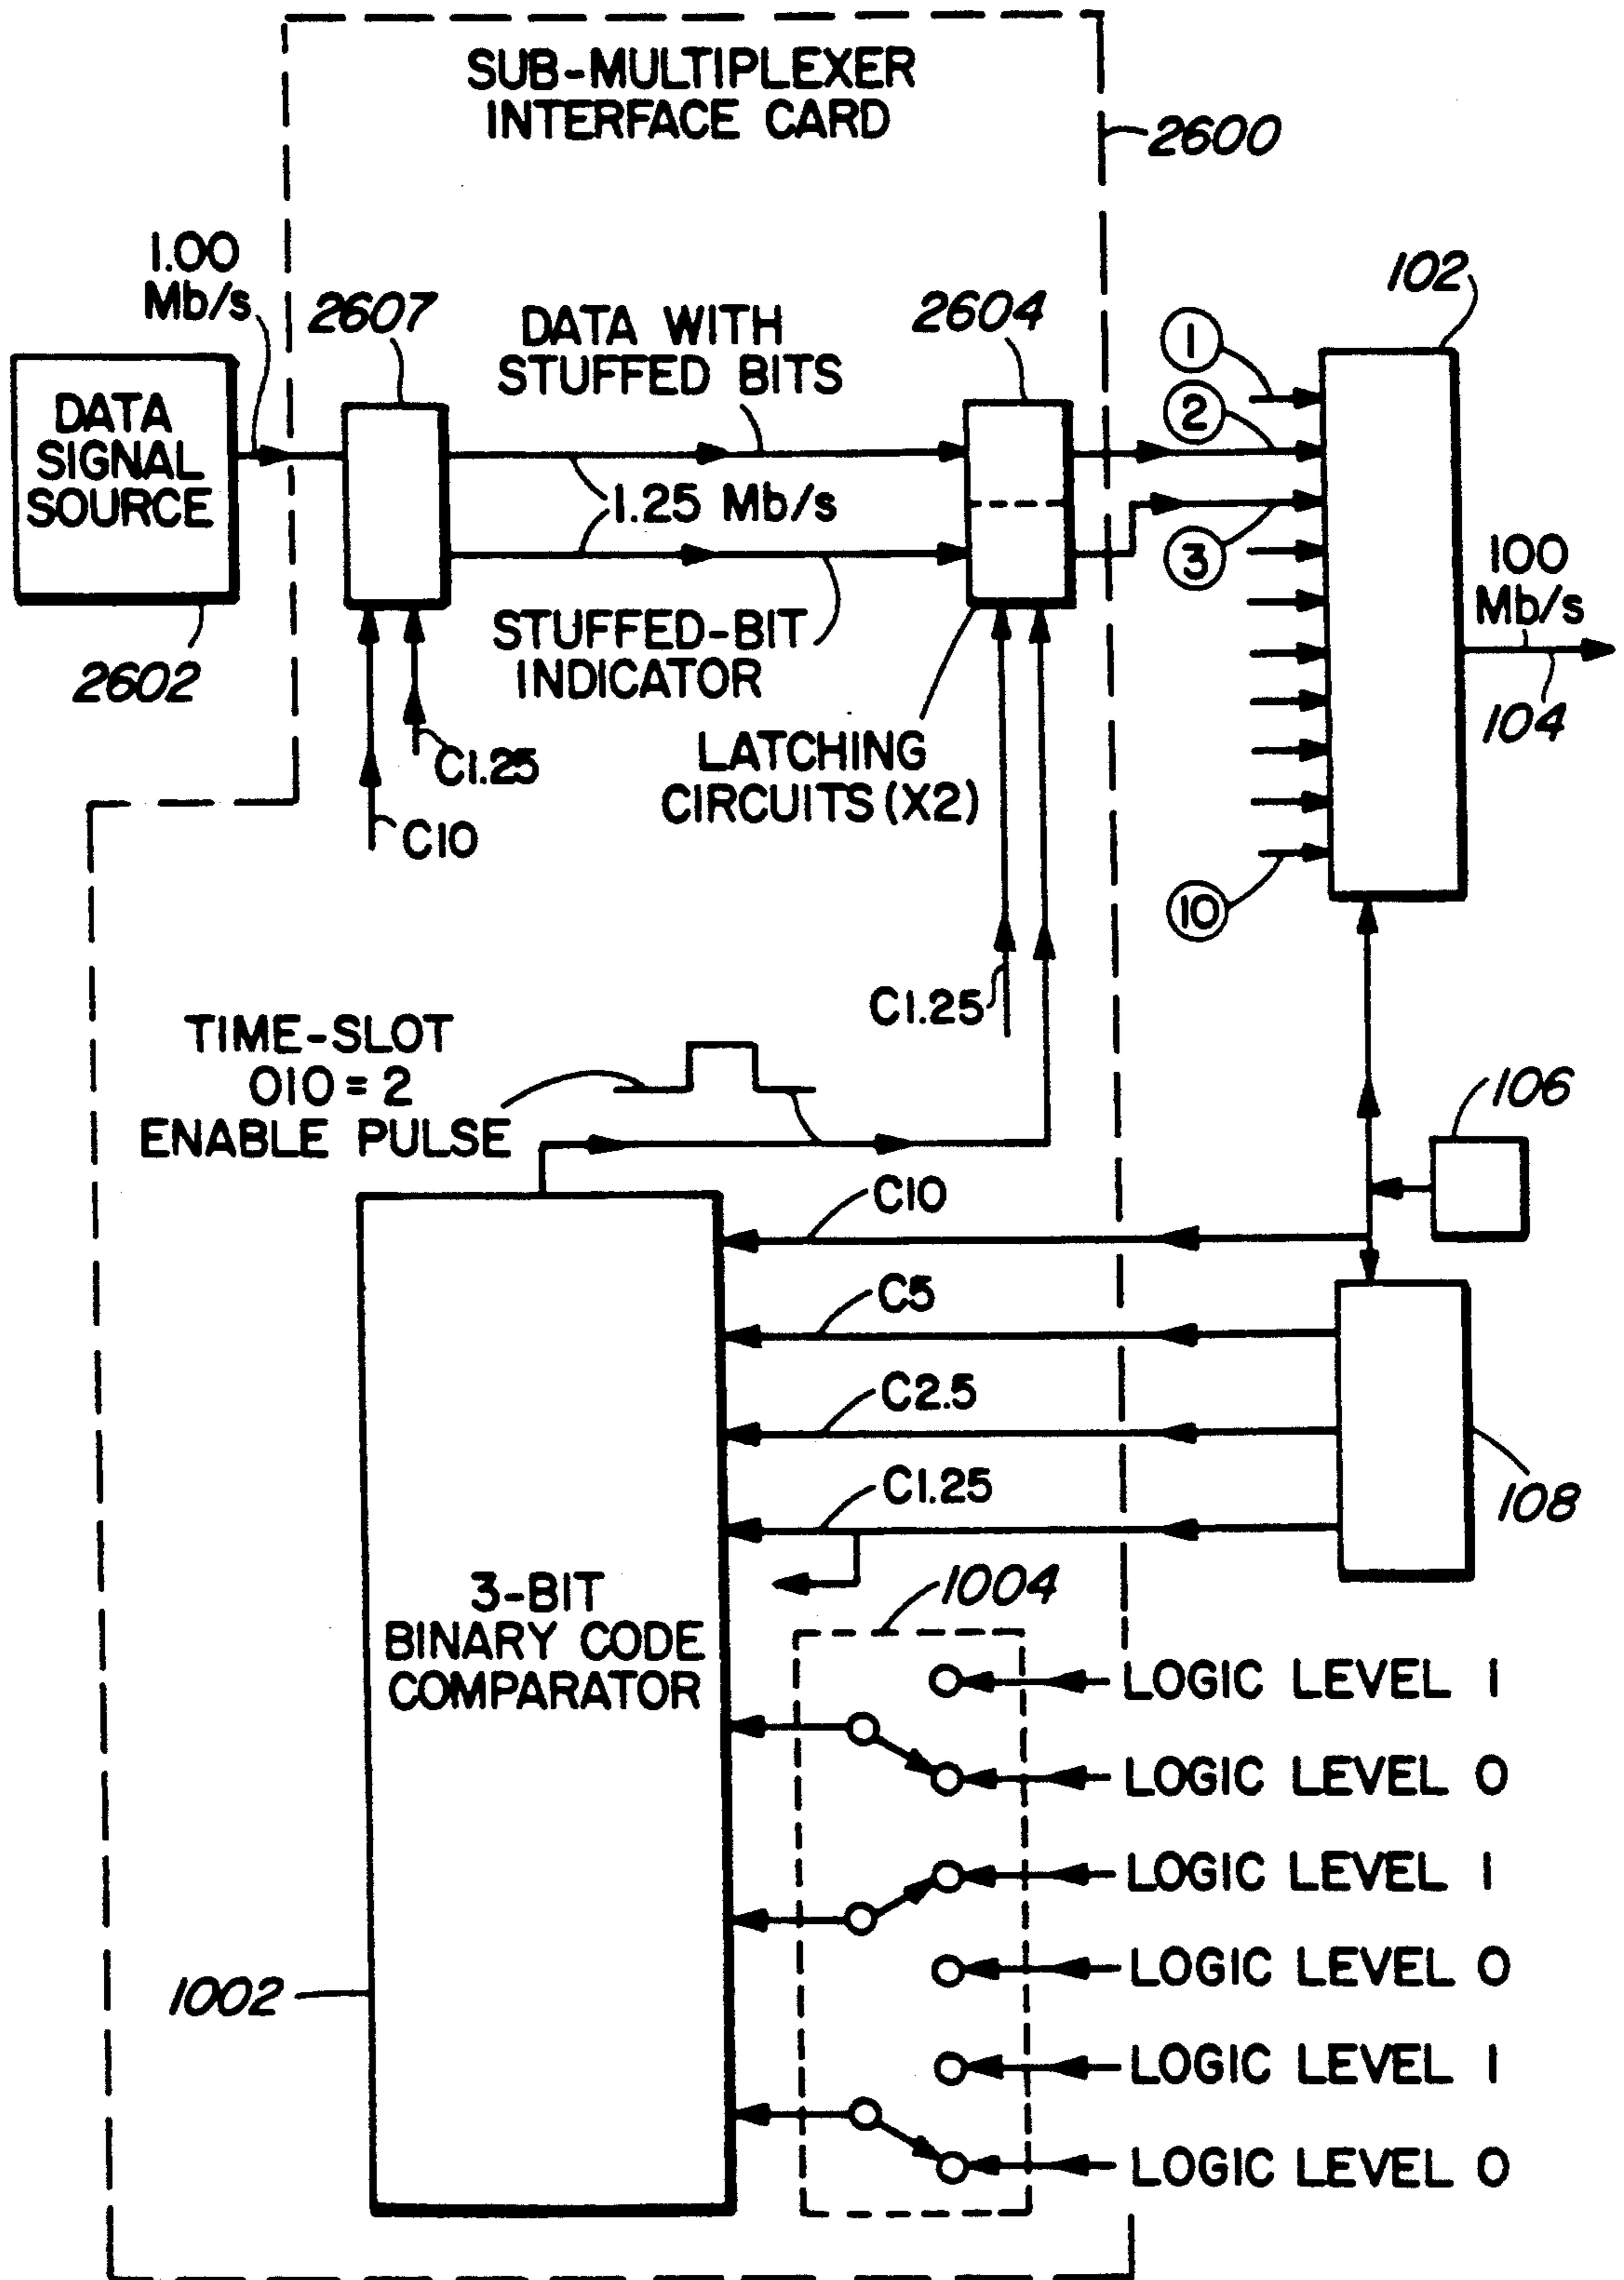 SUB-MULTIPLEXER
INTERFACE CARD
2600
1.00
Mb/s
2607
DATA WITH
STUFFED BITS
2604
1
102
2
DATA
SIGNAL
SOURCE
1.25 Mb/s
3
100
Mb/s
STUFFED-BIT
INDICATOR
2602
104
C1.25
LATCHING
CIRCUITS (X2)
C10
10
C1.25
TIME-SLOT
010 = 2
ENABLE PULSE
106
C10
C5
C2.5
C1.25
108
1004
3-BIT
BINARY CODE
COMPARATOR
LOGIC LEVEL 1
LOGIC LEVEL 0
LOGIC LEVEL 1
LOGIC LEVEL 0
1002
LOGIC LEVEL 1
LOGIC LEVEL 0